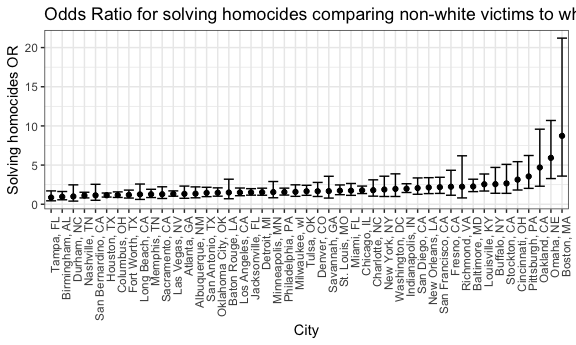 Odds Ratio for solving homocides comparing non-white victims to wh
Solving homocides OR
20
15
10
5
0
Tampa, FL
Birmingham, AL
Durham, NC
Nashville, TN
San Bernardino, CA
Houston, TX
Columbus, OH
Fort Worth, TX
Long Beach, CA
Memphis, TN
Sacramento, CA
Las Vegas, NV
Atlanta, GA
Albuquerque, NM
San Antonio, TX
Oklahoma City, OK
Baton Rouge, LA
Los Angeles, CA
Jacksonville, FL
Detroit, MI
Minneapolis, MN
Philadelphia, PA
Milwaukee, wI
Tulsa, OK
Denver, CO
Savannah, GA
St. Louis, MO
Miami, FL
Chicago, IL
Charlotte, NC
New York, NY
Washington, DC
Indianapolis, IN
San Diego, CA
New Orleans, LA
San Francisco, CA
Fresno, CA
Richmond, VA
Baltimore, MD
Louisville, KY
Buffalo, NY
Stockton, CA
Cincinnati, OH
Pittsburgh, PA
Oakland, CA
Omaha, NE
Boston, MA
City